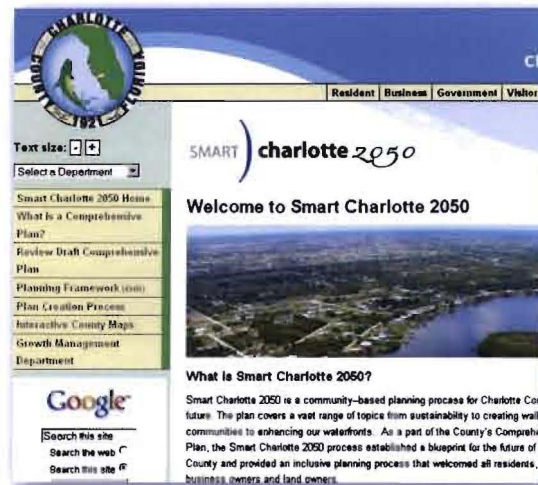 CHARLOTTE
COUNTY
FLORIDA
1921
Resident Business Government Visitor
Text size: - +
Select a Department
SMART charlotte 2050
Smart Charlotte 2050 Home
What is a Comprehensive
Plan?
Review Draft Comprehensive
Plan
Planning Framework
Plan Creation Process
Interactive County Maps
Growth Management
Department
Google
Search this site
Search the web
Search this site
Welcome to Smart Charlotte 2050
What is Smart Charlotte 2050?
Smart Charlotte 2050 is a community-based planning process for Charlotte Co
future. The plan covers a vast range of topics from sustainability to creating wal
communities to enhancing our waterfronts. As a part of the County's Comprehe
Plan, the Smart Charlotte 2050 process established a blueprint for the future of
County and provided an inclusive planning process that welcomed all residents,
business owners and land owners.